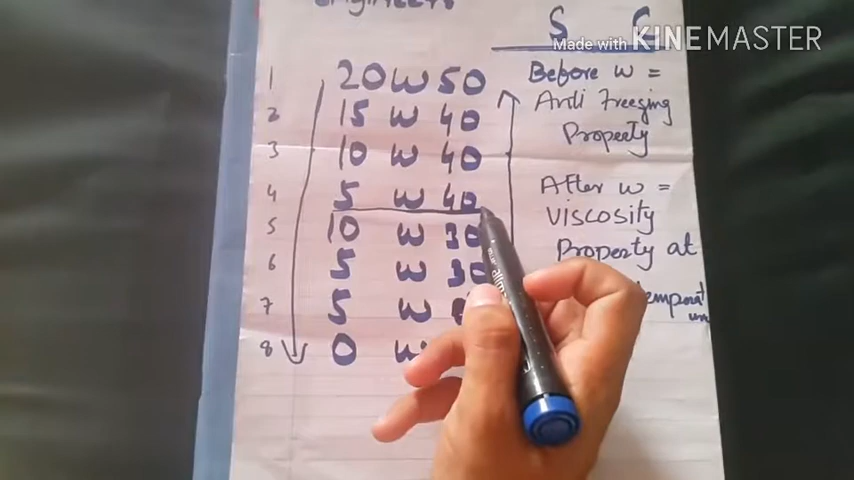 Engineers
S C
Made with KINEMASTER
1 20 W 50
2 15 W 40
3 10 W 40
4 5 W 40
5 10 W 30
6 5 W 30
7 5 W
8 0 W
Before W =
Anti Freezing
Property
After W =
Viscosity
Property at